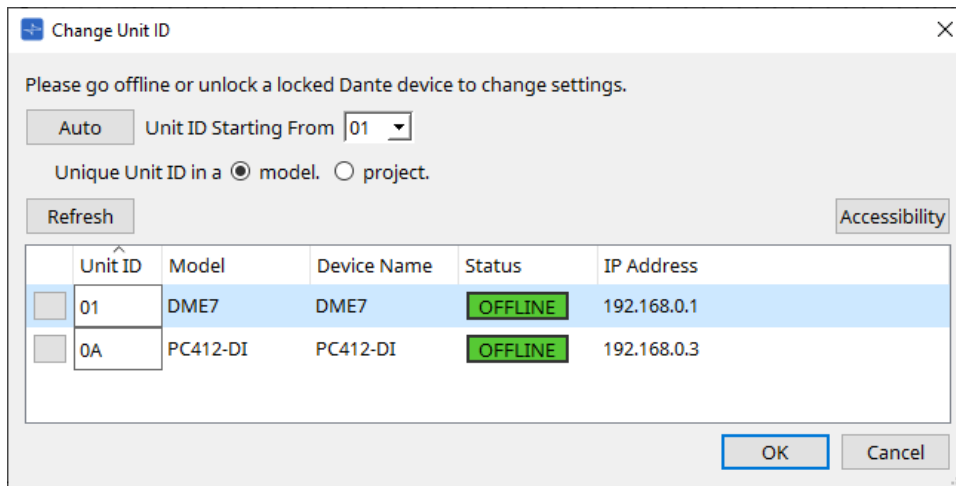 Change Unit ID
Please go offline or unlock a locked Dante device to change settings.
Auto Unit ID Starting From 01
Unique Unit ID in a model. project.
Refresh Accessibility
Unit ID Model Device Name Status IP Address
01 DME7 DME7 OFFLINE 192.168.0.1
0A PC412-DI PC412-DI OFFLINE 192.168.0.3
OK Cancel